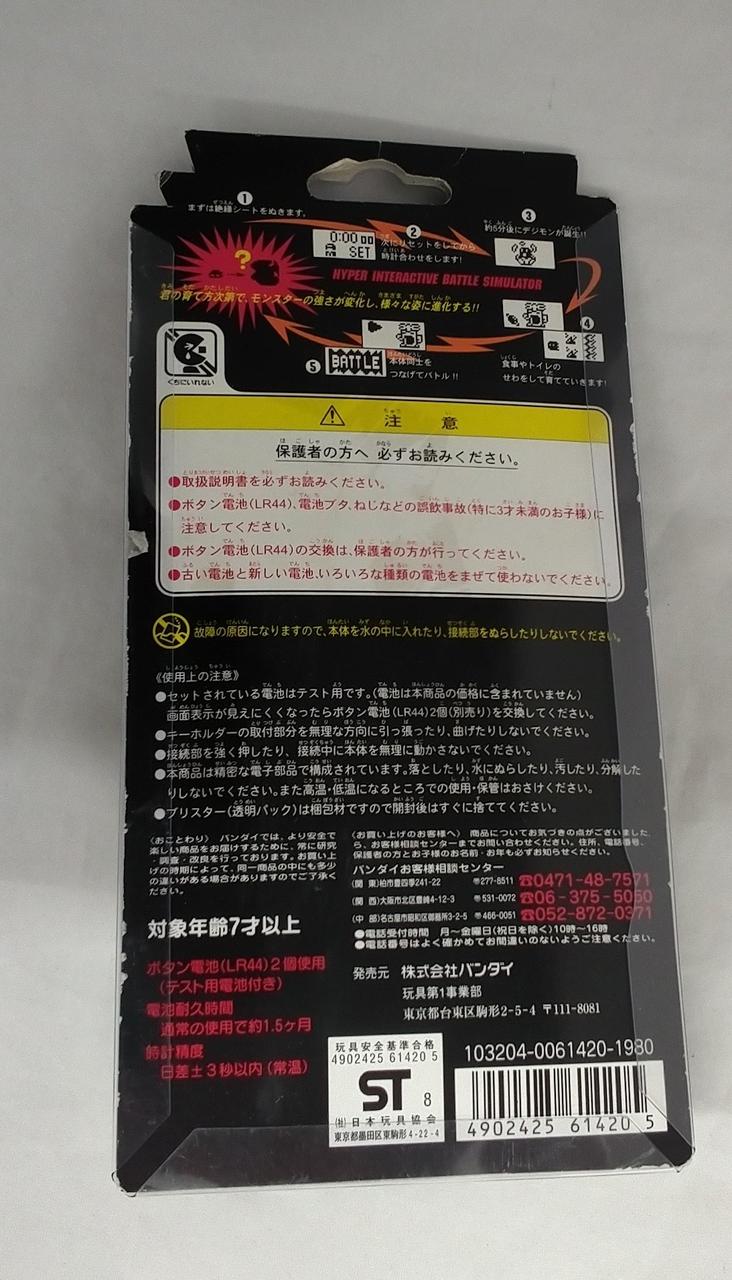 ①
まずは絶縁シートをぬきます。
0:00
SET
②
次にリセットをしてから
時計合わせをします!
③
約5分後にデジモンが誕生!!
HYPER INTERACTIVE BATTLE SIMULATOR
?
君の育て方次第で、モンスターの強さが変化し、様々な姿に進化する!!
④
食事やトイレの
せわをして育てていきます!
⑤
BATTLE
本体同士を
つなげてバトル!!
くちにいれない
注意
保護者の方へ 必ずお読みください。
●取扱説明書を必ずお読みください。
●ボタン電池(LR44)、電池ブタ、ねじなどの誤飲事故(特に3才未満のお子様)に
注意してください。
●ボタン電池(LR44)の交換は、保護者の方が行ってください。
●古い電池と新しい電池、いろいろな種類の電池をまぜて使わないでください。
故障の原因になりますので、本体を水の中に入れたり、接続部をぬらしたりしないでください。
《使用上の注意》
●セットされている電池はテスト用です。(電池は本商品の価格に含まれていません)
画面表示が見えにくくなったらボタン電池(LR44)2個(別売り)を交換してください。
●キーホルダーの取付部分を無理な方向に引っ張ったり、曲げたりしないでください。
●接続部を強く押したり、接続中に本体を無理に動かさないでください。
●本商品は精密な電子部品で構成されています。落としたり、水にぬらしたり、汚したり、分解した
りしないでください。また高温・低温になるところでの使用・保管はおさけください。
●ブリスター(透明パック)は梱包材ですので開封後はすぐに捨ててください。
〈おことわり〉 バンダイでは、より安全で
楽しい商品をお届けするために、常に研究
・調査・改良を行っております。お買い上
げの時期によって、同一商品の中にも多少
の違いがある場合がありますのでご了承く
ださい。
〈お買い上げのお客様へ〉 商品についてお気づきの点がございました
ら、お客様相談センターまでお問い合わせください。住所、電話番号、
保護者の方とお子様のお名前・お年も必ずお知らせください。
バンダイお客様相談センター
(関 東)柏市豊四季241-22 〒277-8511 ☎0471-48-7571
(関 西)大阪市北区豊崎4-12-3 〒531-0072 ☎06-375-5050
(中 部)名古屋市昭和区御器所3-2-5 〒466-0051 ☎052-872-0371
●電話受付時間 月~金曜日(祝日を除く)10時~16時
●電話番号はよく確かめてお間違いのないようご注意ください。
対象年齢7才以上
ボタン電池(LR44)2個使用
(テスト用電池付き)
電池耐久時間
通常の使用で約1.5ヶ月
時計精度
日差±3秒以内(常温)
発売元 株式会社バンダイ
玩具第1事業部
東京都台東区駒形2-5-4 〒111-8081
玩具安全基準合格
4902425 61420 5
ST 8
(社)日本玩具協会
東京都墨田区東駒形4-22-4
103204-0061420-1980
4902425 61420 5